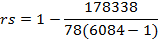 rs = 1 − 178338 / 78(6084 − 1)